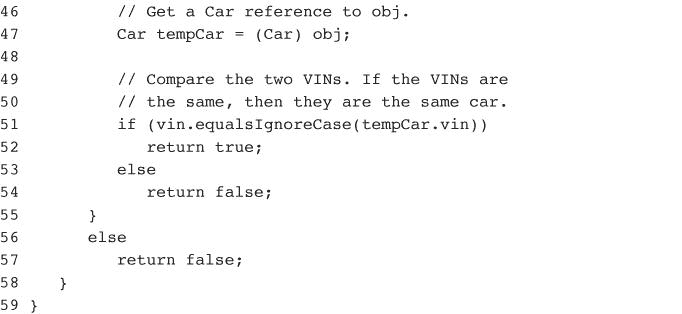 46          // Get a Car reference to obj.
47          Car tempCar = (Car) obj;
48
49          // Compare the two VINs. If the VINs are
50          // the same, then they are the same car.
51          if (vin.equalsIgnoreCase(tempCar.vin))
52             return true;
53          else
54             return false;
55       }
56       else
57          return false;
58    }
59 }